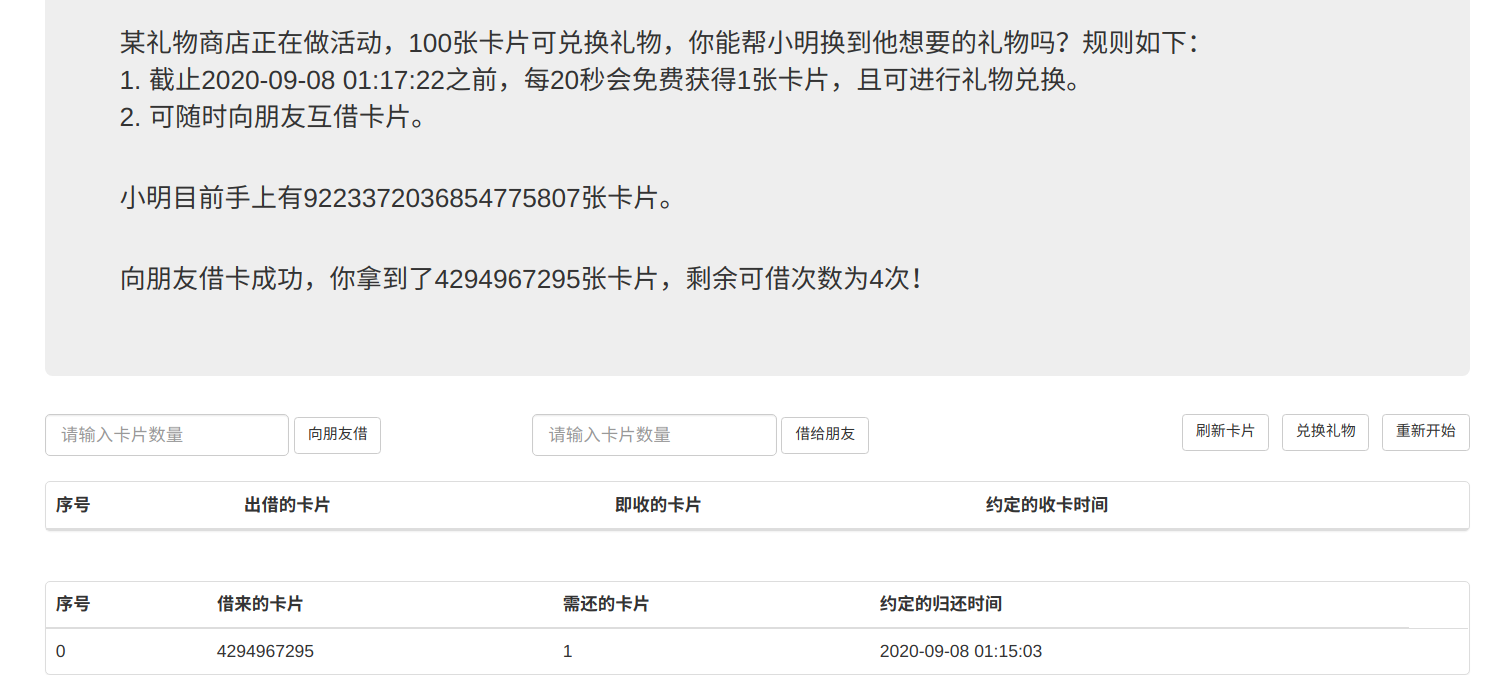 某礼物商店正在做活动，100张卡片可兑换礼物，你能帮小明换到他想要的礼物吗？规则如下：
1. 截止2020-09-08 01:17:22之前，每20秒会免费获得1张卡片，且可进行礼物兑换。
2. 可随时向朋友互借卡片。
小明目前手上有9223372036854775807张卡片。
向朋友借卡成功，你拿到了4294967295张卡片，剩余可借次数为4次！
请输入卡片数量 向朋友借 请输入卡片数量 借给朋友 刷新卡片 兑换礼物 重新开始
序号 出借的卡片 即收的卡片 约定的收卡时间
序号 借来的卡片 需还的卡片 约定的归还时间
0 4294967295 1 2020-09-08 01:15:03